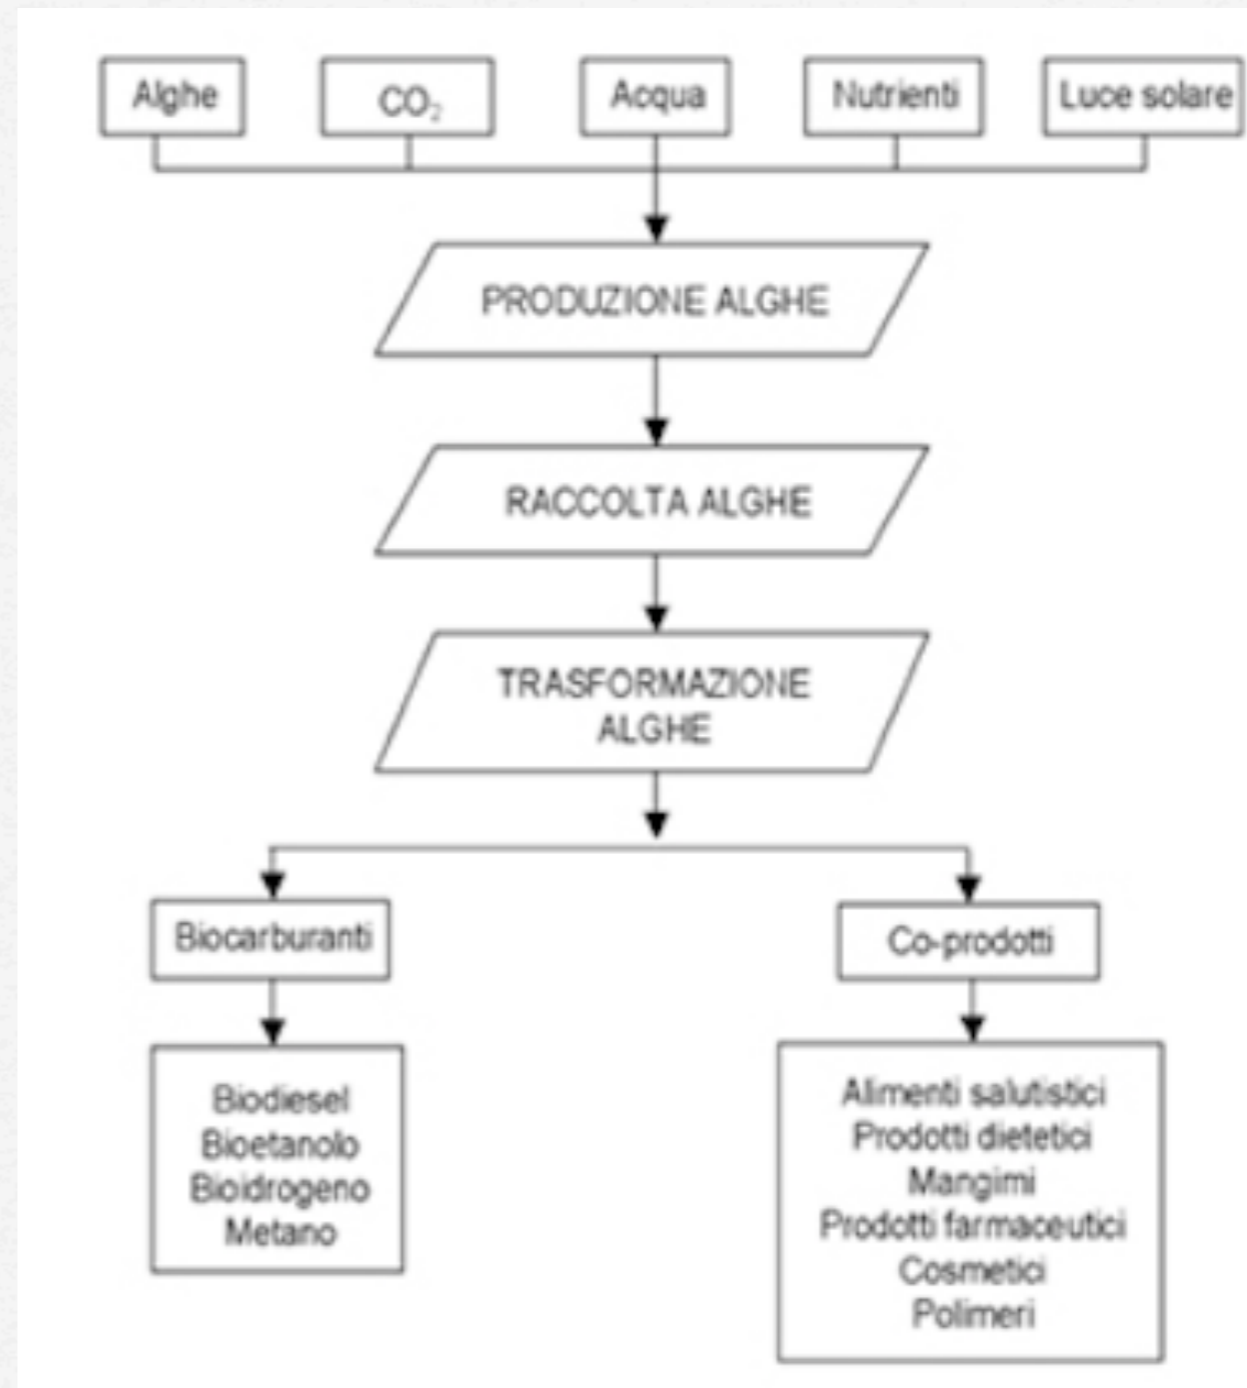 Alghe
CO₂
Acqua
Nutrienti
Luce solare
PRODUZIONE ALGHE
RACCOLTA ALGHE
TRASFORMAZIONE
ALGHE
Biocarburanti
Co-prodotti
Biodiesel
Bioetanolo
Bioidrogeno
Metano
Alimenti salutistici
Prodotti dietetici
Mangimi
Prodotti farmaceutici
Cosmetici
Polimeri